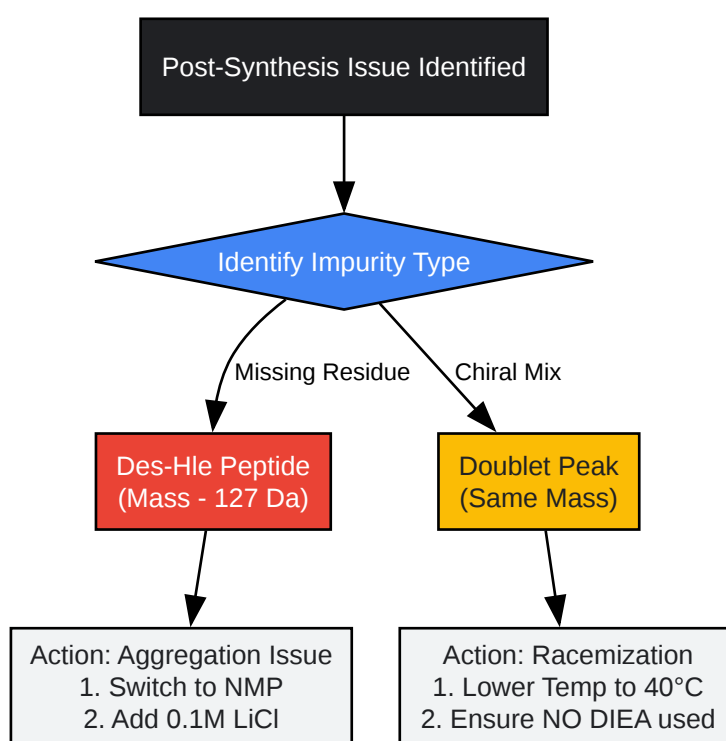 Post-Synthesis Issue Identified
Identify Impurity Type
Missing Residue
Chiral Mix
Des-Hle Peptide
(Mass - 127 Da)
Doublet Peak
(Same Mass)
Action: Aggregation Issue
1. Switch to NMP
2. Add 0.1M LiCl
Action: Racemization
1. Lower Temp to 40°C
2. Ensure NO DIEA used